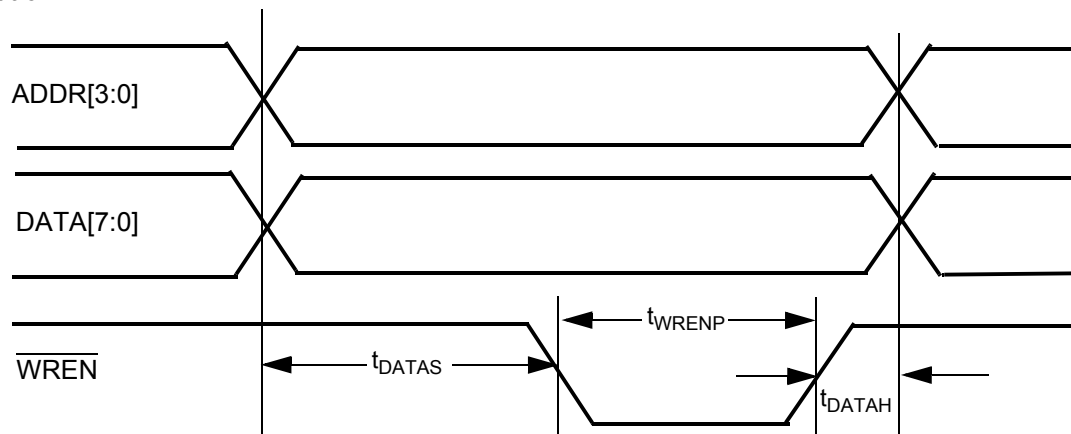 ADDR[3:0]
DATA[7:0]
tWRENP
WREN
tDATAS
tDATAH